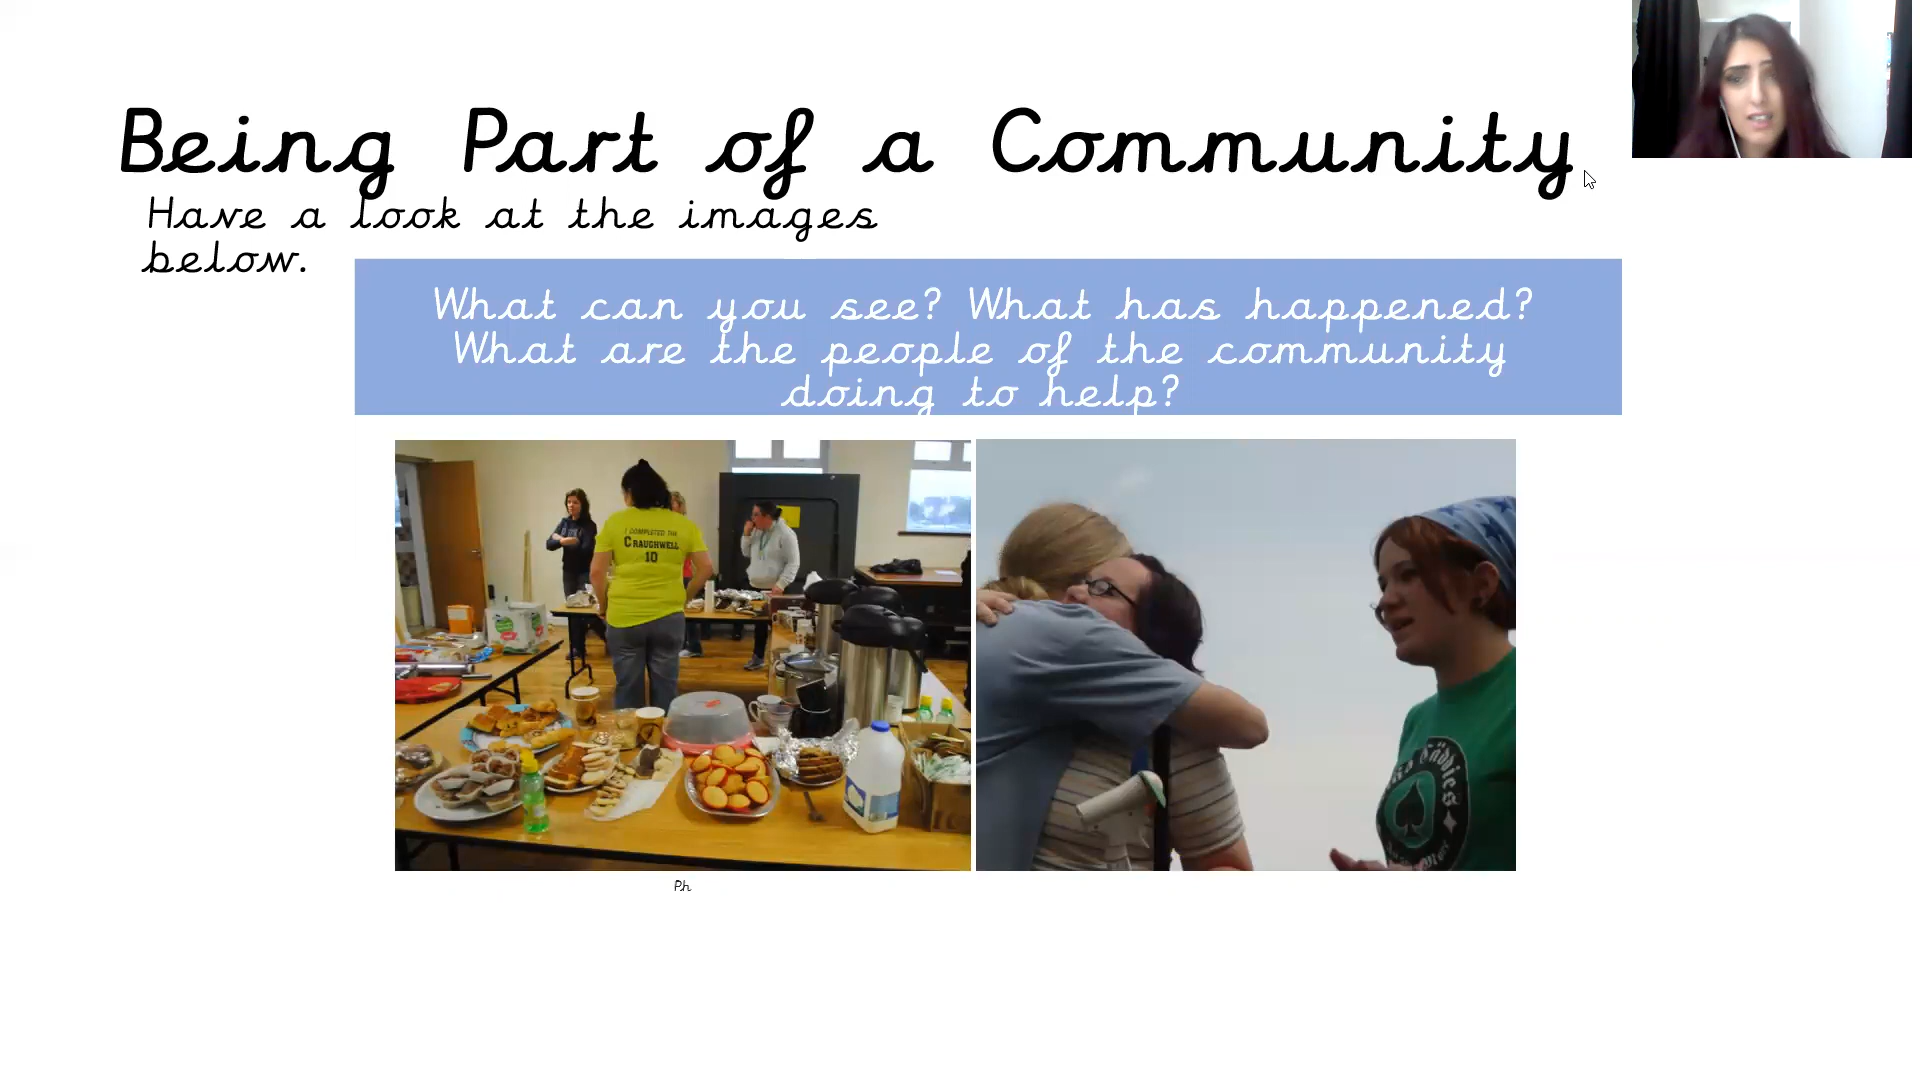 Being Part of a Community
Have a look at the images
below.
What can you see? What has happened?
What are the people of the community
doing to help?
I COMPLETED THE
CRAUGHWELL
10
Ph